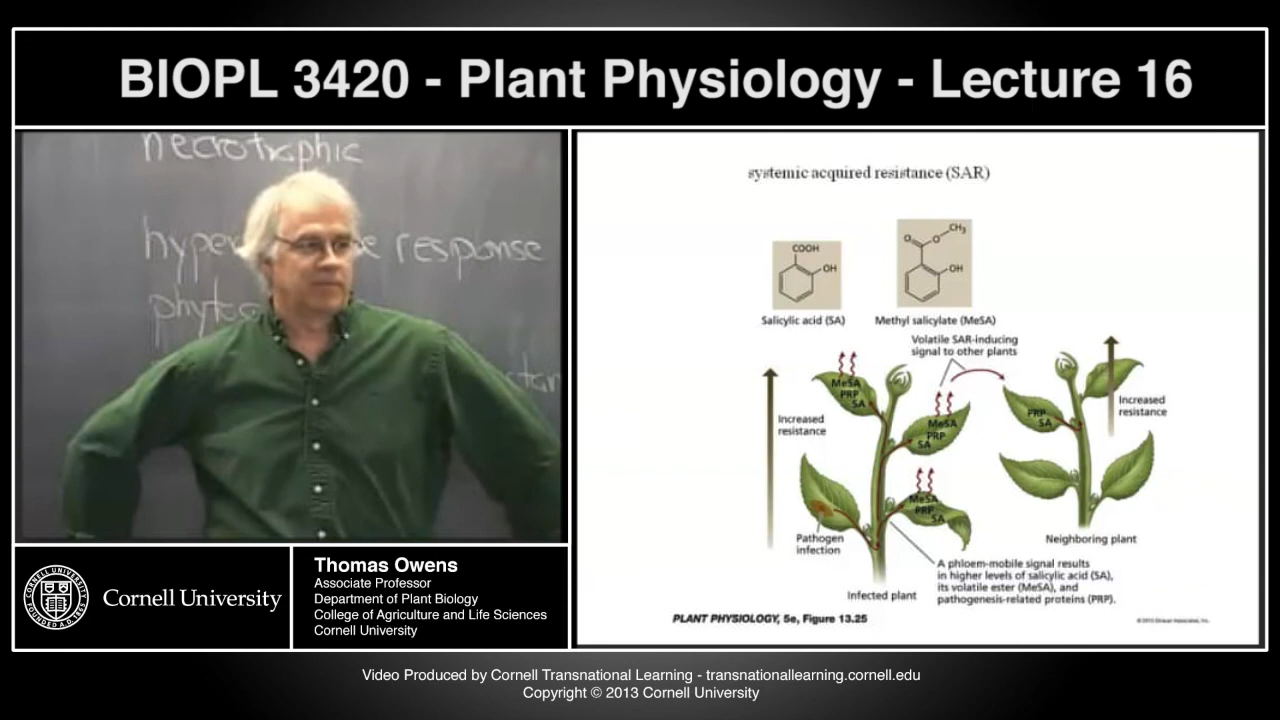 BIOPL 3420 - Plant Physiology - Lecture 16
necrotrophic
response
systemic acquired resistance (SAR)
COOH
OH
Salicylic acid (SA)
O
O
CH3
OH
Methyl salicylate (MeSA)
Volatile SAR-inducing
signal to other plants
MeSA
PRP
SA
Increased
resistance
MeSA
PRP
SA
PRP
SA
Increased
resistance
MeSA
PRP
SA
Pathogen
infection
Neighboring plant
A phloem-mobile signal results
in higher levels of salicylic acid (SA),
its volatile ester (MeSA), and
pathogenesis-related proteins (PRP).
Infected plant
PLANT PHYSIOLOGY, 5e, Figure 13.25
© 2010 Sinauer Associates, Inc.
Cornell University
Thomas Owens
Associate Professor
Department of Plant Biology
College of Agriculture and Life Sciences
Cornell University
Video Produced by Cornell Transnational Learning - transnationallearning.cornell.edu
Copyright © 2013 Cornell University